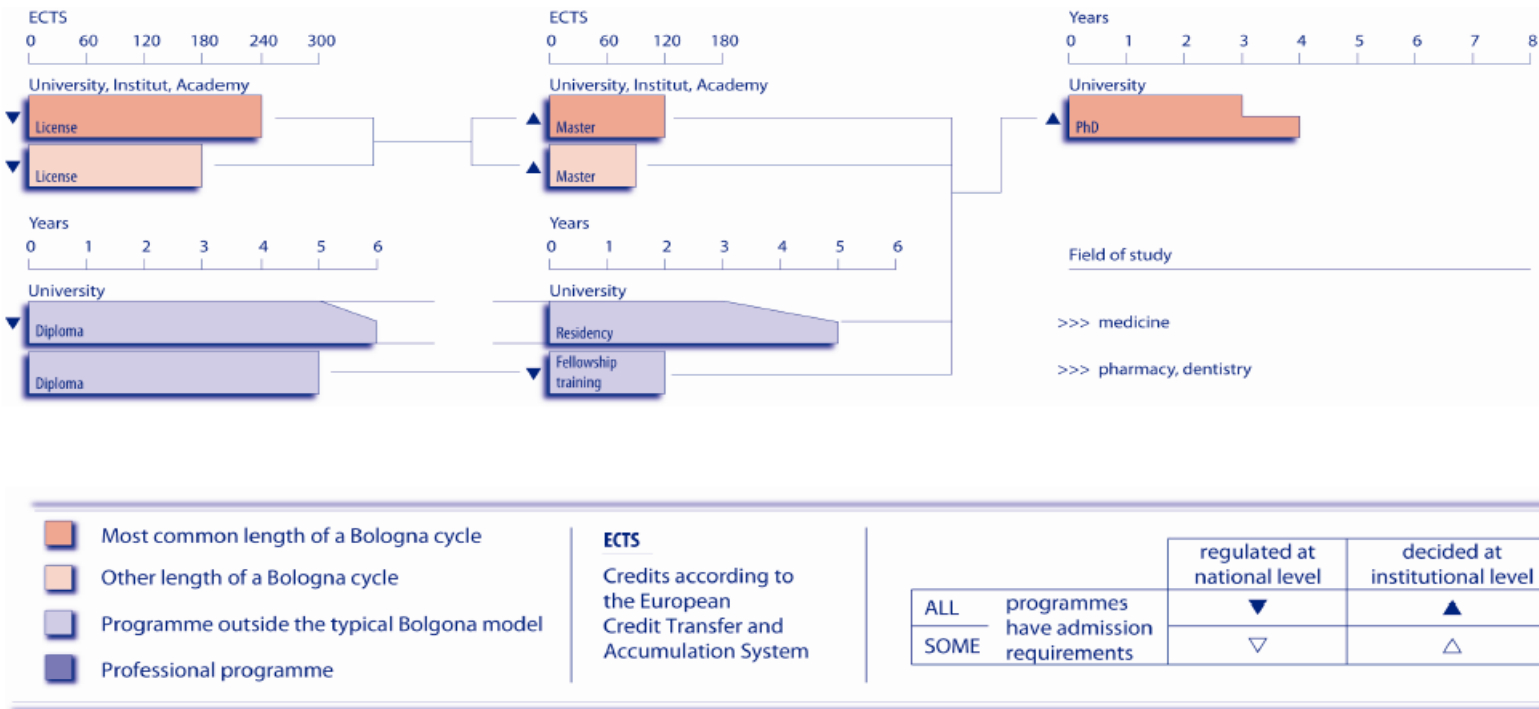 ECTS
0 60 120 180 240 300
University, Institut, Academy
License
License
ECTS
0 60 120 180
University, Institut, Academy
Master
Master
Years
0 1 2 3 4 5 6 7 8
University
PhD
Years
0 1 2 3 4 5 6
University
Diploma
Diploma
Years
0 1 2 3 4 5 6
University
Residency
Fellowship
training
Field of study
>>> medicine
>>> pharmacy, dentistry
Most common length of a Bologna cycle
Other length of a Bologna cycle
Programme outside the typical Bolgona model
Professional programme
ECTS
Credits according to
the European
Credit Transfer and
Accumulation System
regulated at
national level
decided at
institutional level
ALL
SOME
programmes
have admission
requirements